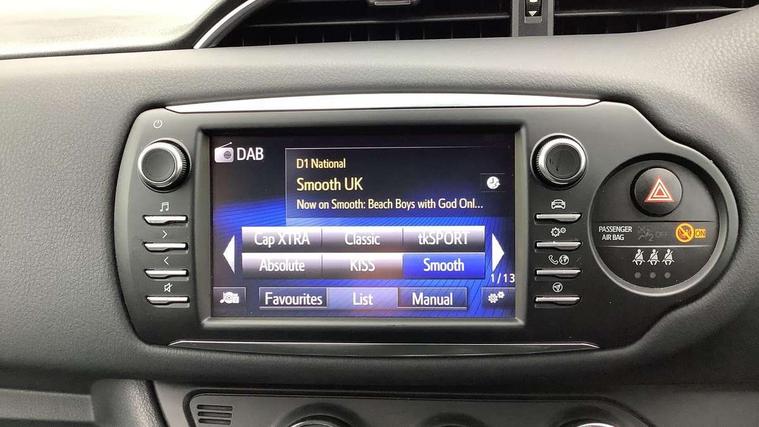 DAB
D1 National
Smooth UK
Now on Smooth: Beach Boys with God Onl...
Cap XTRA Classic tkSPORT
Absolute KISS Smooth
1/13
Favourites List Manual
PASSENGER
AIR BAG
OFF
ON